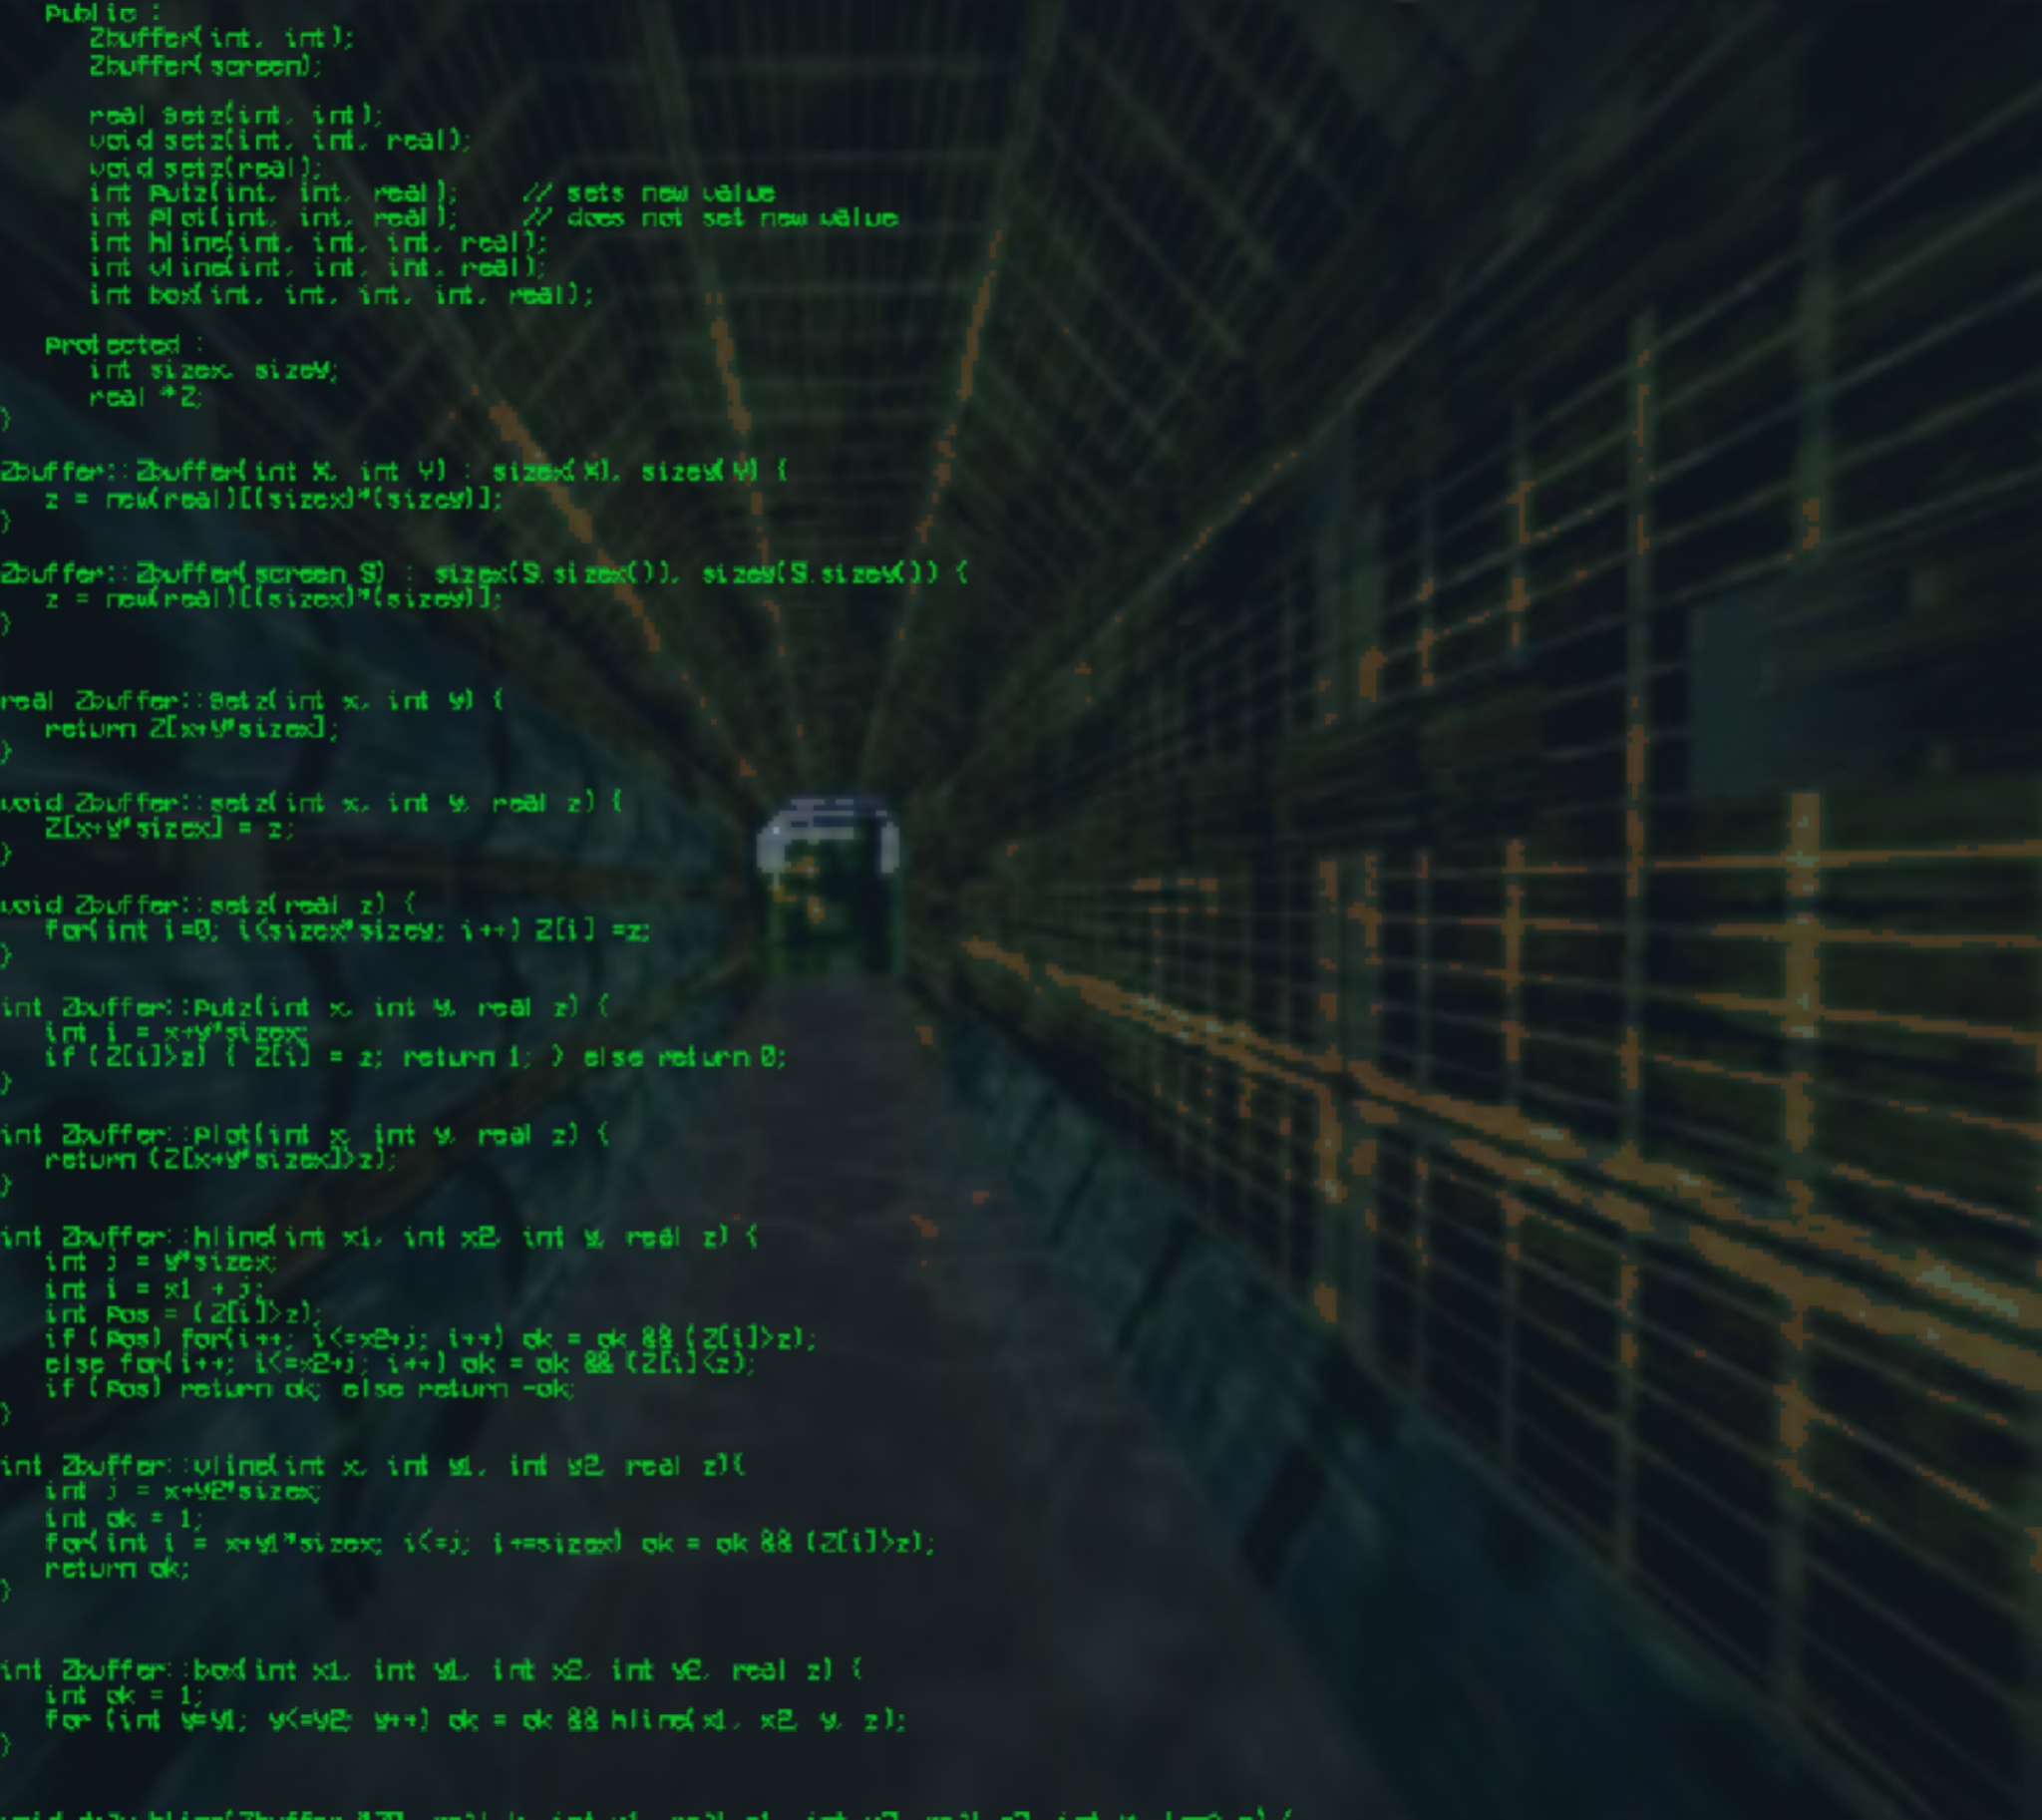 Public :
Zbuffer(int, int);
Zbuffer(screen);
real getz(int, int);
void setz(int, int, real);
void setz(real);
int putz(int, int, real);     // sets new value
int plot(int, int, real);     // does not set new value
int hline(int, int, int, real);
int vline(int, int, int, real);
int box(int, int, int, int, real);
Protected :
int sizex, sizey;
real *Z;
}
Zbuffer::Zbuffer(int X, int Y) : sizex(X), sizey(Y) {
z = new(real)[(sizex)*(sizey)];
}
Zbuffer::Zbuffer(screen S) : sizex(S.sizex()), sizey(S.sizey()) {
z = new(real)[(sizex)*(sizey)];
}
real Zbuffer::getz(int x, int y) {
return Z[x+y*sizex];
}
void Zbuffer::setz(int x, int y, real z) {
Z[x+y*sizex] = z;
}
void Zbuffer::setz(real z) {
for(int i=0; i<sizex*sizey; i++) Z[i] =z;
}
int Zbuffer::putz(int x, int y, real z) {
int i = x+y*sizex;
if (Z[i]>z) { Z[i] = z; return 1; } else return 0;
}
int Zbuffer::plot(int x, int y, real z) {
return (Z[x+y*sizex]>z);
}
int Zbuffer::hline(int x1, int x2, int y, real z) {
int j = y*sizex;
int i = x1 + j;
int pos = (Z[i]>z);
if (pos) for(i++; i<=x2+j; i++) ok = ok && (Z[i]>z);
else for(i++; i<=x2+j; i++) ok = ok && (Z[i]<z);
if (pos) return ok; else return -ok;
}
int Zbuffer::vline(int x, int y1, int y2, real z){
int j = x+y2*sizex;
int ok = 1;
for(int i = x+y1*sizex; i<=j; i+=sizex) ok = ok && (Z[i]>z);
return ok;
}
int Zbuffer::box(int x1, int y1, int x2, int y2, real z) {
int ok = 1;
for (int y=y1; y<=y2; y++) ok = ok && hline(x1, x2, y, z);
}